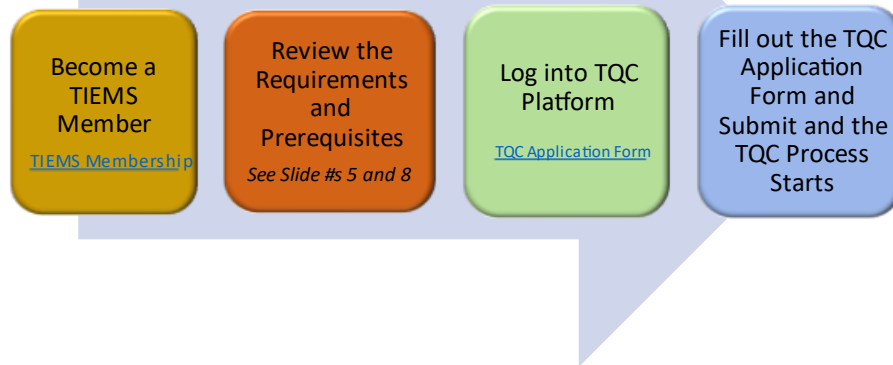 Become a
TIEMS
Member
TIEMS Membership
Review the
Requirements
and
Prerequisites
See Slide #s 5 and 8
Log into TQC
Platform
TQC Application Form
Fill out the TQC
Application
Form and
Submit and the
TQC Process
Starts